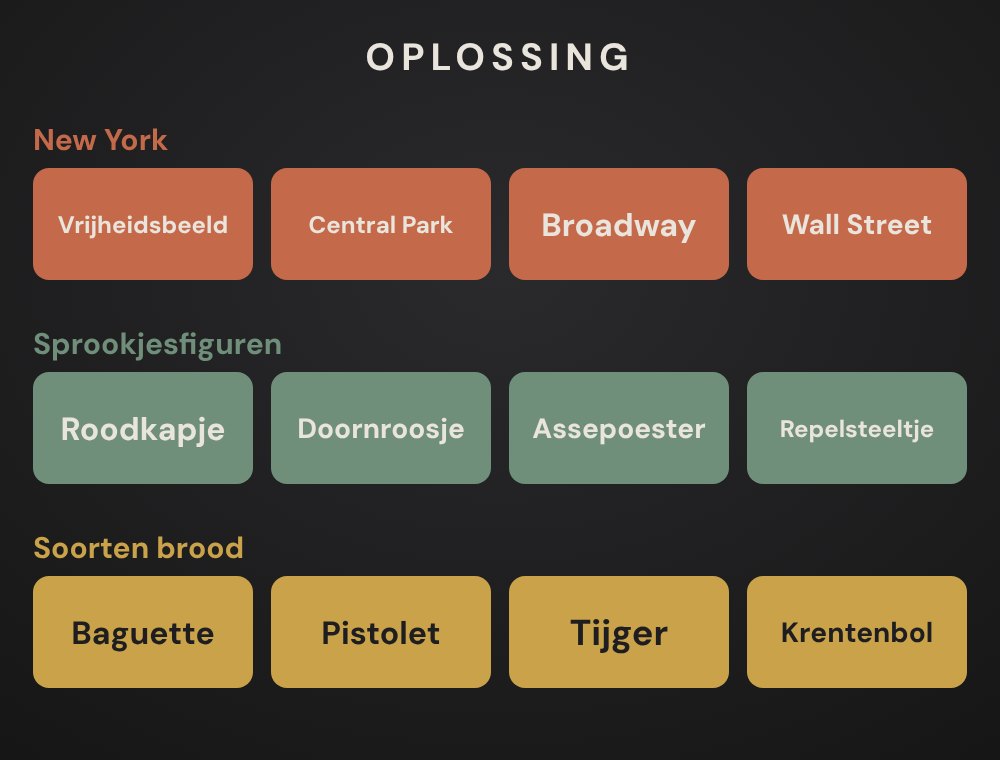 OPLOSSING
New York
Vrijheidsbeeld Central Park Broadway Wall Street
Sprookjesfiguren
Roodkapje Doornroosje Assepoester Repelsteeltje
Soorten brood
Baguette Pistolet Tijger Krentenbol